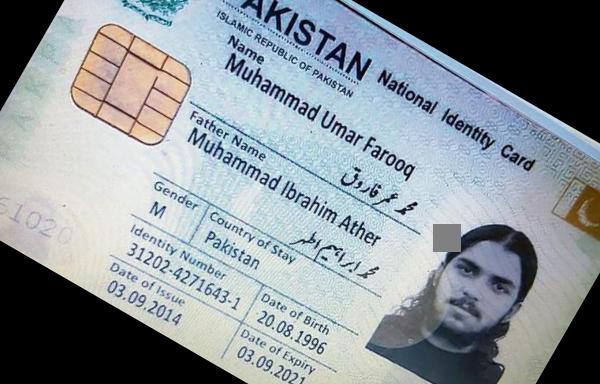 PAKISTAN National Identity Card
ISLAMIC REPUBLIC OF PAKISTAN
Name
Muhammad Umar Farooq
محمد عمر فاروق
Father Name
Muhammad Ibrahim Ather
محمد ابراہیم اطہر
Gender
M
Country of Stay
Pakistan
Identity Number
31202-4271643-1
Date of Birth
20.08.1996
Date of Issue
03.09.2014
Date of Expiry
03.09.2021
51020